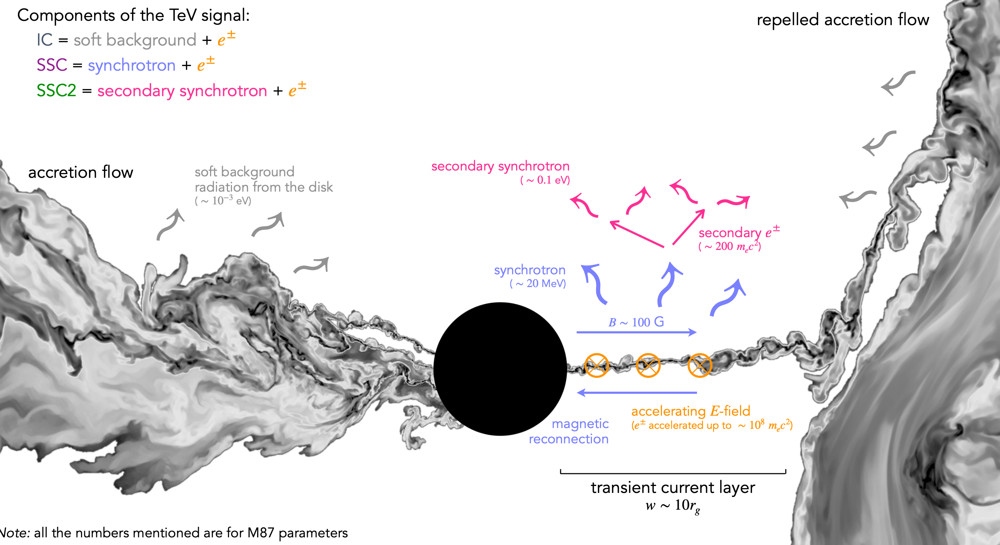 Components of the TeV signal:
IC = soft background + e±
SSC = synchrotron + e±
SSC2 = secondary synchrotron + e±
repelled accretion flow
accretion flow
soft background
radiation from the disk
( ~ 10⁻³ eV)
secondary synchrotron
( ~ 0.1 eV)
secondary e±
( ~ 200 mₑc²)
synchrotron
( ~ 20 MeV)
B ~ 100 G
accelerating E-field
(e± accelerated up to ~ 10⁸ mₑc²)
magnetic
reconnection
transient current layer
w ~ 10r_g
Note: all the numbers mentioned are for M87 parameters